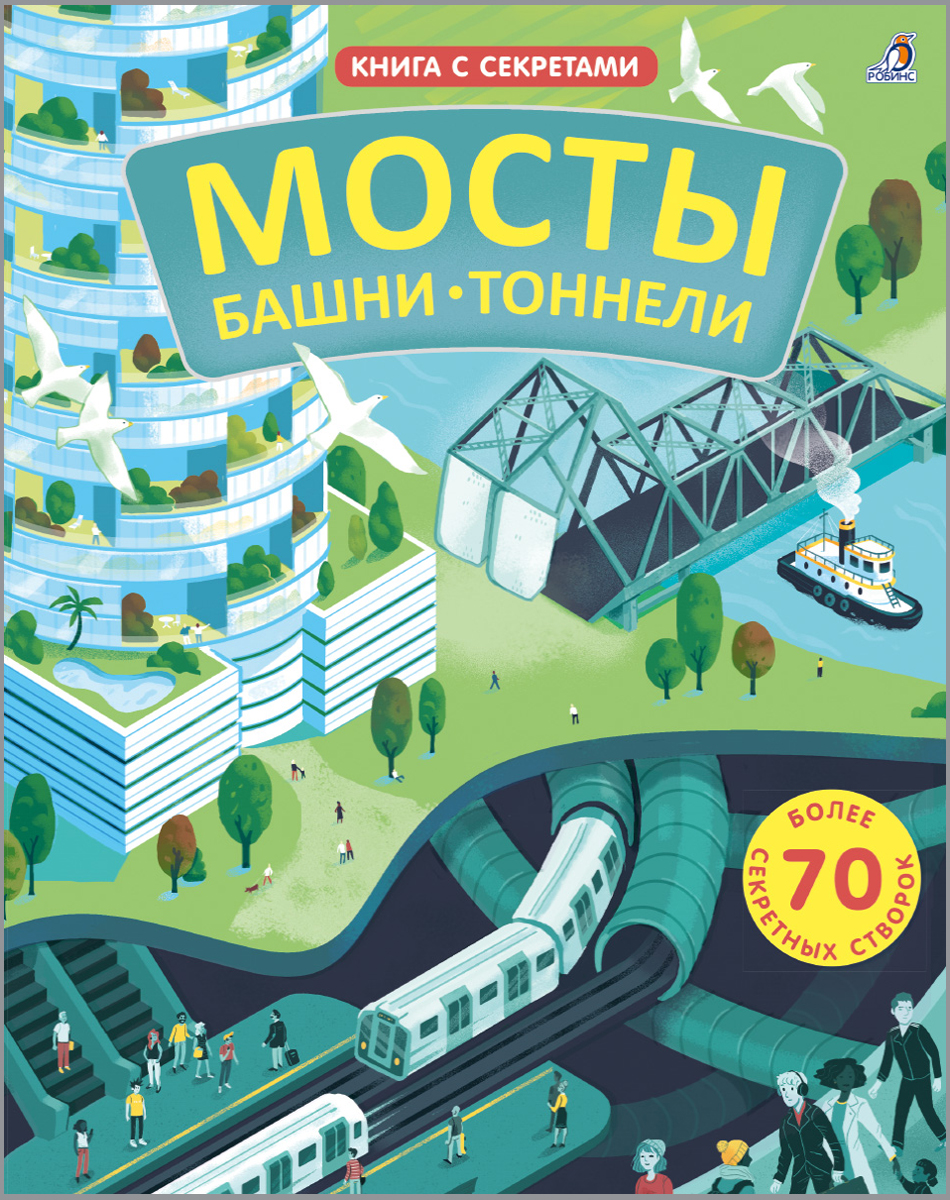 КНИГА С СЕКРЕТАМИ
РОБИНС
МОСТЫ
БАШНИ • ТОННЕЛИ
БОЛЕЕ
70
СЕКРЕТНЫХ СТВОРОК